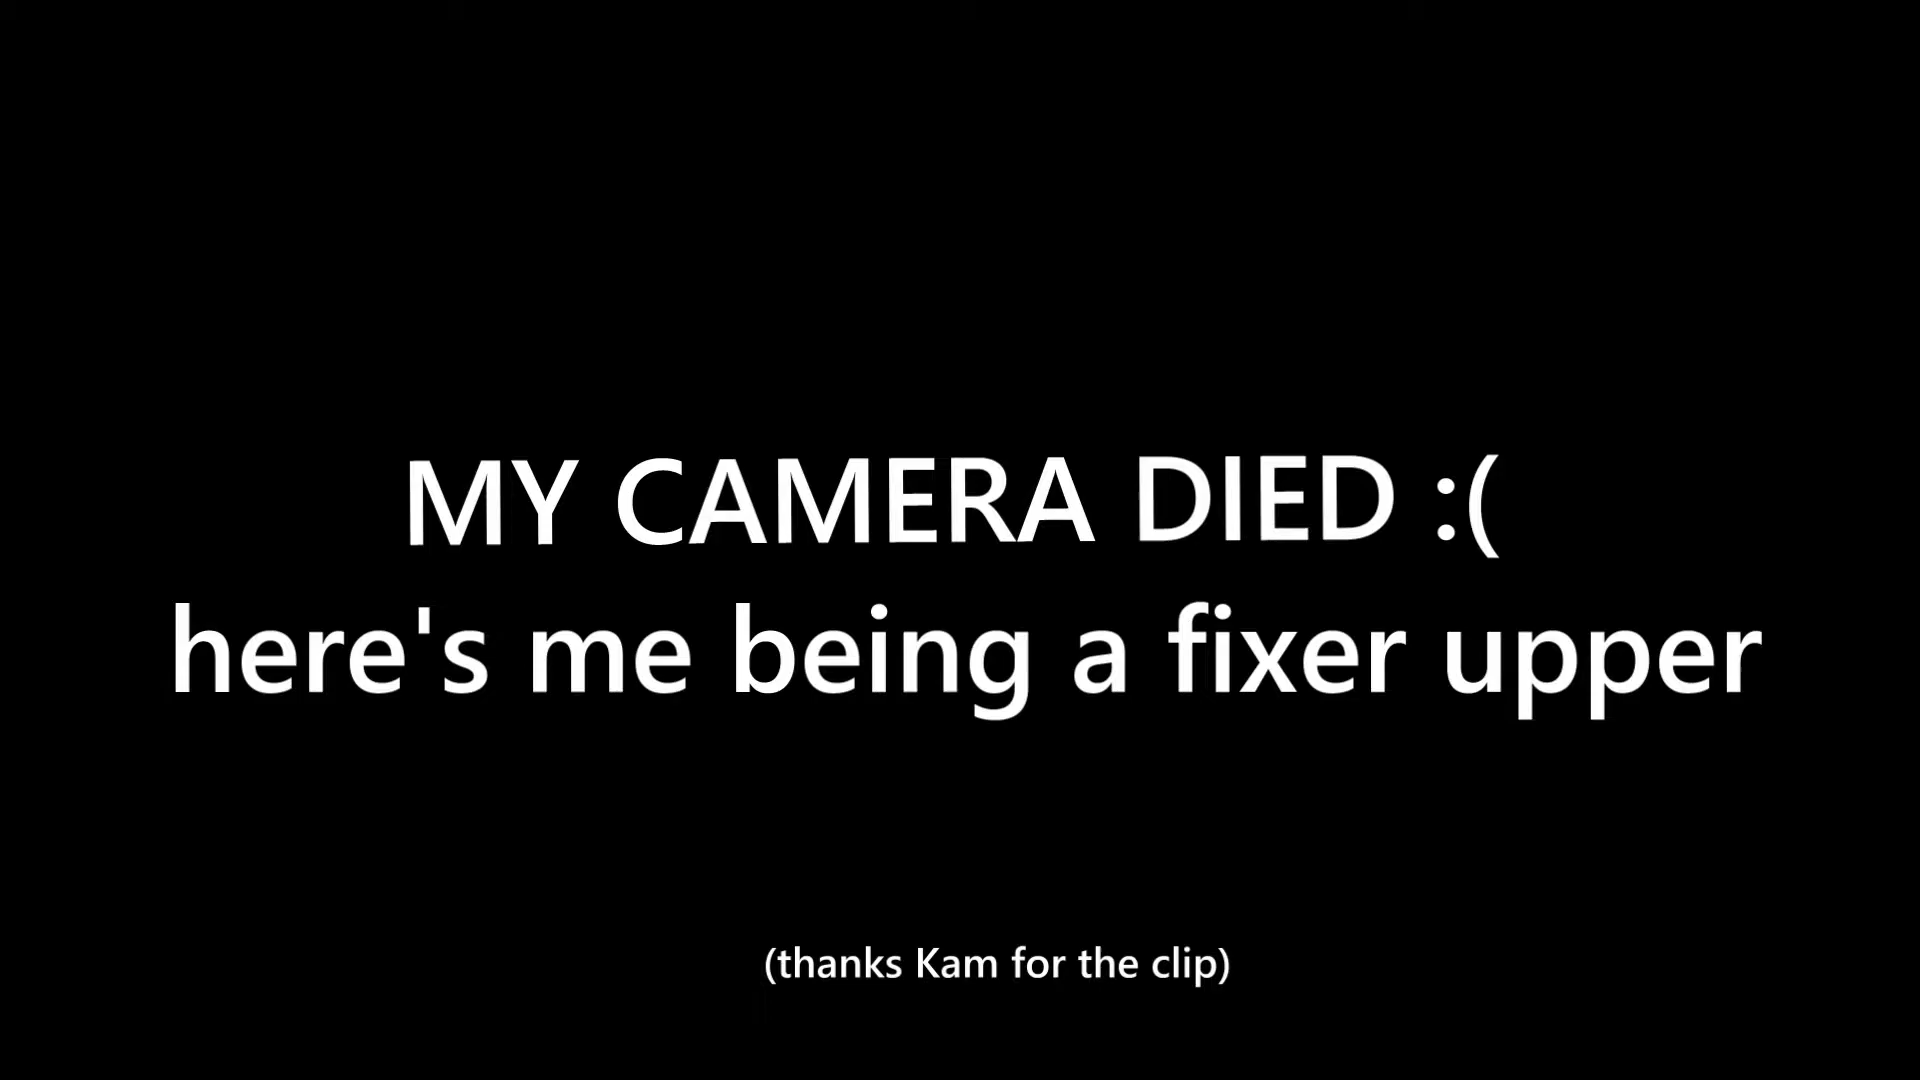 MY CAMERA DIED :(
here's me being a fixer upper
(thanks Kam for the clip)